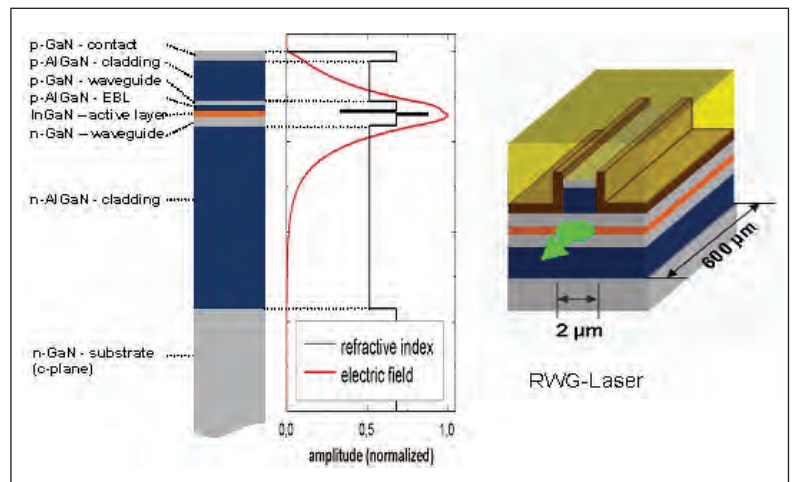 p-GaN - contact
p-AlGaN - cladding
p-GaN - waveguide
p-AlGaN - EBL
InGaN – active layer
n-GaN – waveguide
n-AlGaN - cladding
n-GaN - substrate
(c-plane)
refractive index
electric field
0,0 0,5 1,0
amplitude (normalized)
600 µm
2 µm
RWG-Laser